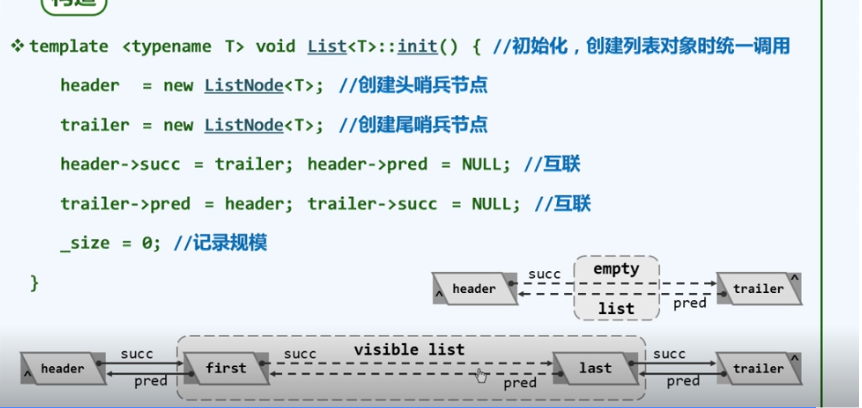 构造
❖ template <typename T> void List<T>::init() { //初始化，创建列表对象时统一调用
header = new ListNode<T>; //创建头哨兵节点
trailer = new ListNode<T>; //创建尾哨兵节点
header->succ = trailer; header->pred = NULL; //互联
trailer->pred = header; trailer->succ = NULL; //互联
_size = 0; //记录规模
}
header succ empty list pred trailer ^ ^
header succ pred first succ visible list pred last succ pred trailer ^ ^